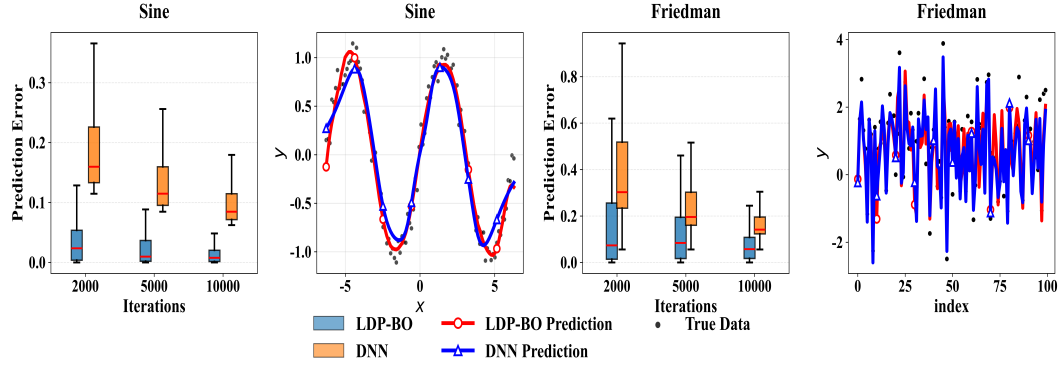 Sine
Prediction Error
0.3
0.2
0.1
0.0
2000
5000
10000
Iterations
Sine
y
1.0
0.5
0.0
-0.5
-1.0
-5
0
5
x
Friedman
Prediction Error
0.8
0.6
0.4
0.2
0.0
2000
5000
10000
Iterations
Friedman
y
4
2
0
-2
0
25
50
75
100
index
LDP-BO
LDP-BO Prediction
True Data
DNN
DNN Prediction